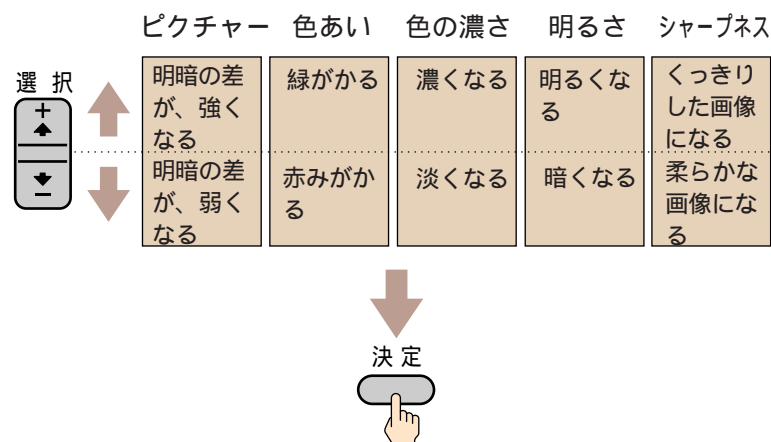 ピクチャー 色あい 色の濃さ 明るさ シャープネス
選 択
+
−
明暗の差
が、強く
なる
緑がかる
濃くなる
明るくな
る
くっきり
した画像
になる
明暗の差
が、弱く
なる
赤みがか
る
淡くなる
暗くなる
柔らかな
画像にな
る
決 定